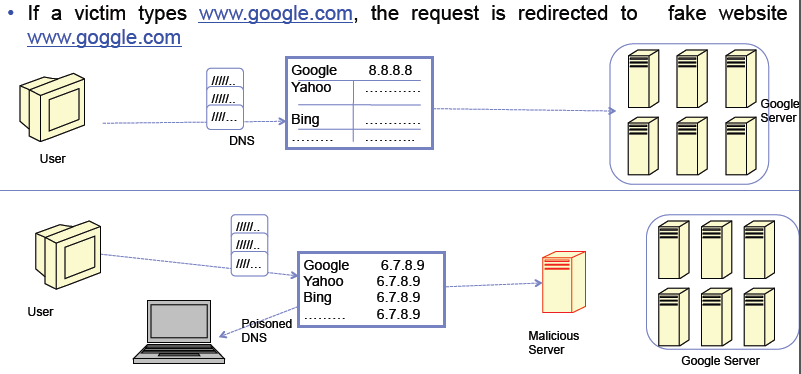 • If a victim types www.google.com, the request is redirected to fake website
www.goggle.com
Google 8.8.8.8
Yahoo ............
Bing ............
......... ...........
/////..
/////..
////...
DNS
User
Google
Server
/////..
/////..
////...
Google 6.7.8.9
Yahoo 6.7.8.9
Bing 6.7.8.9
......... 6.7.8.9
User
Poisoned
DNS
Malicious
Server
Google Server